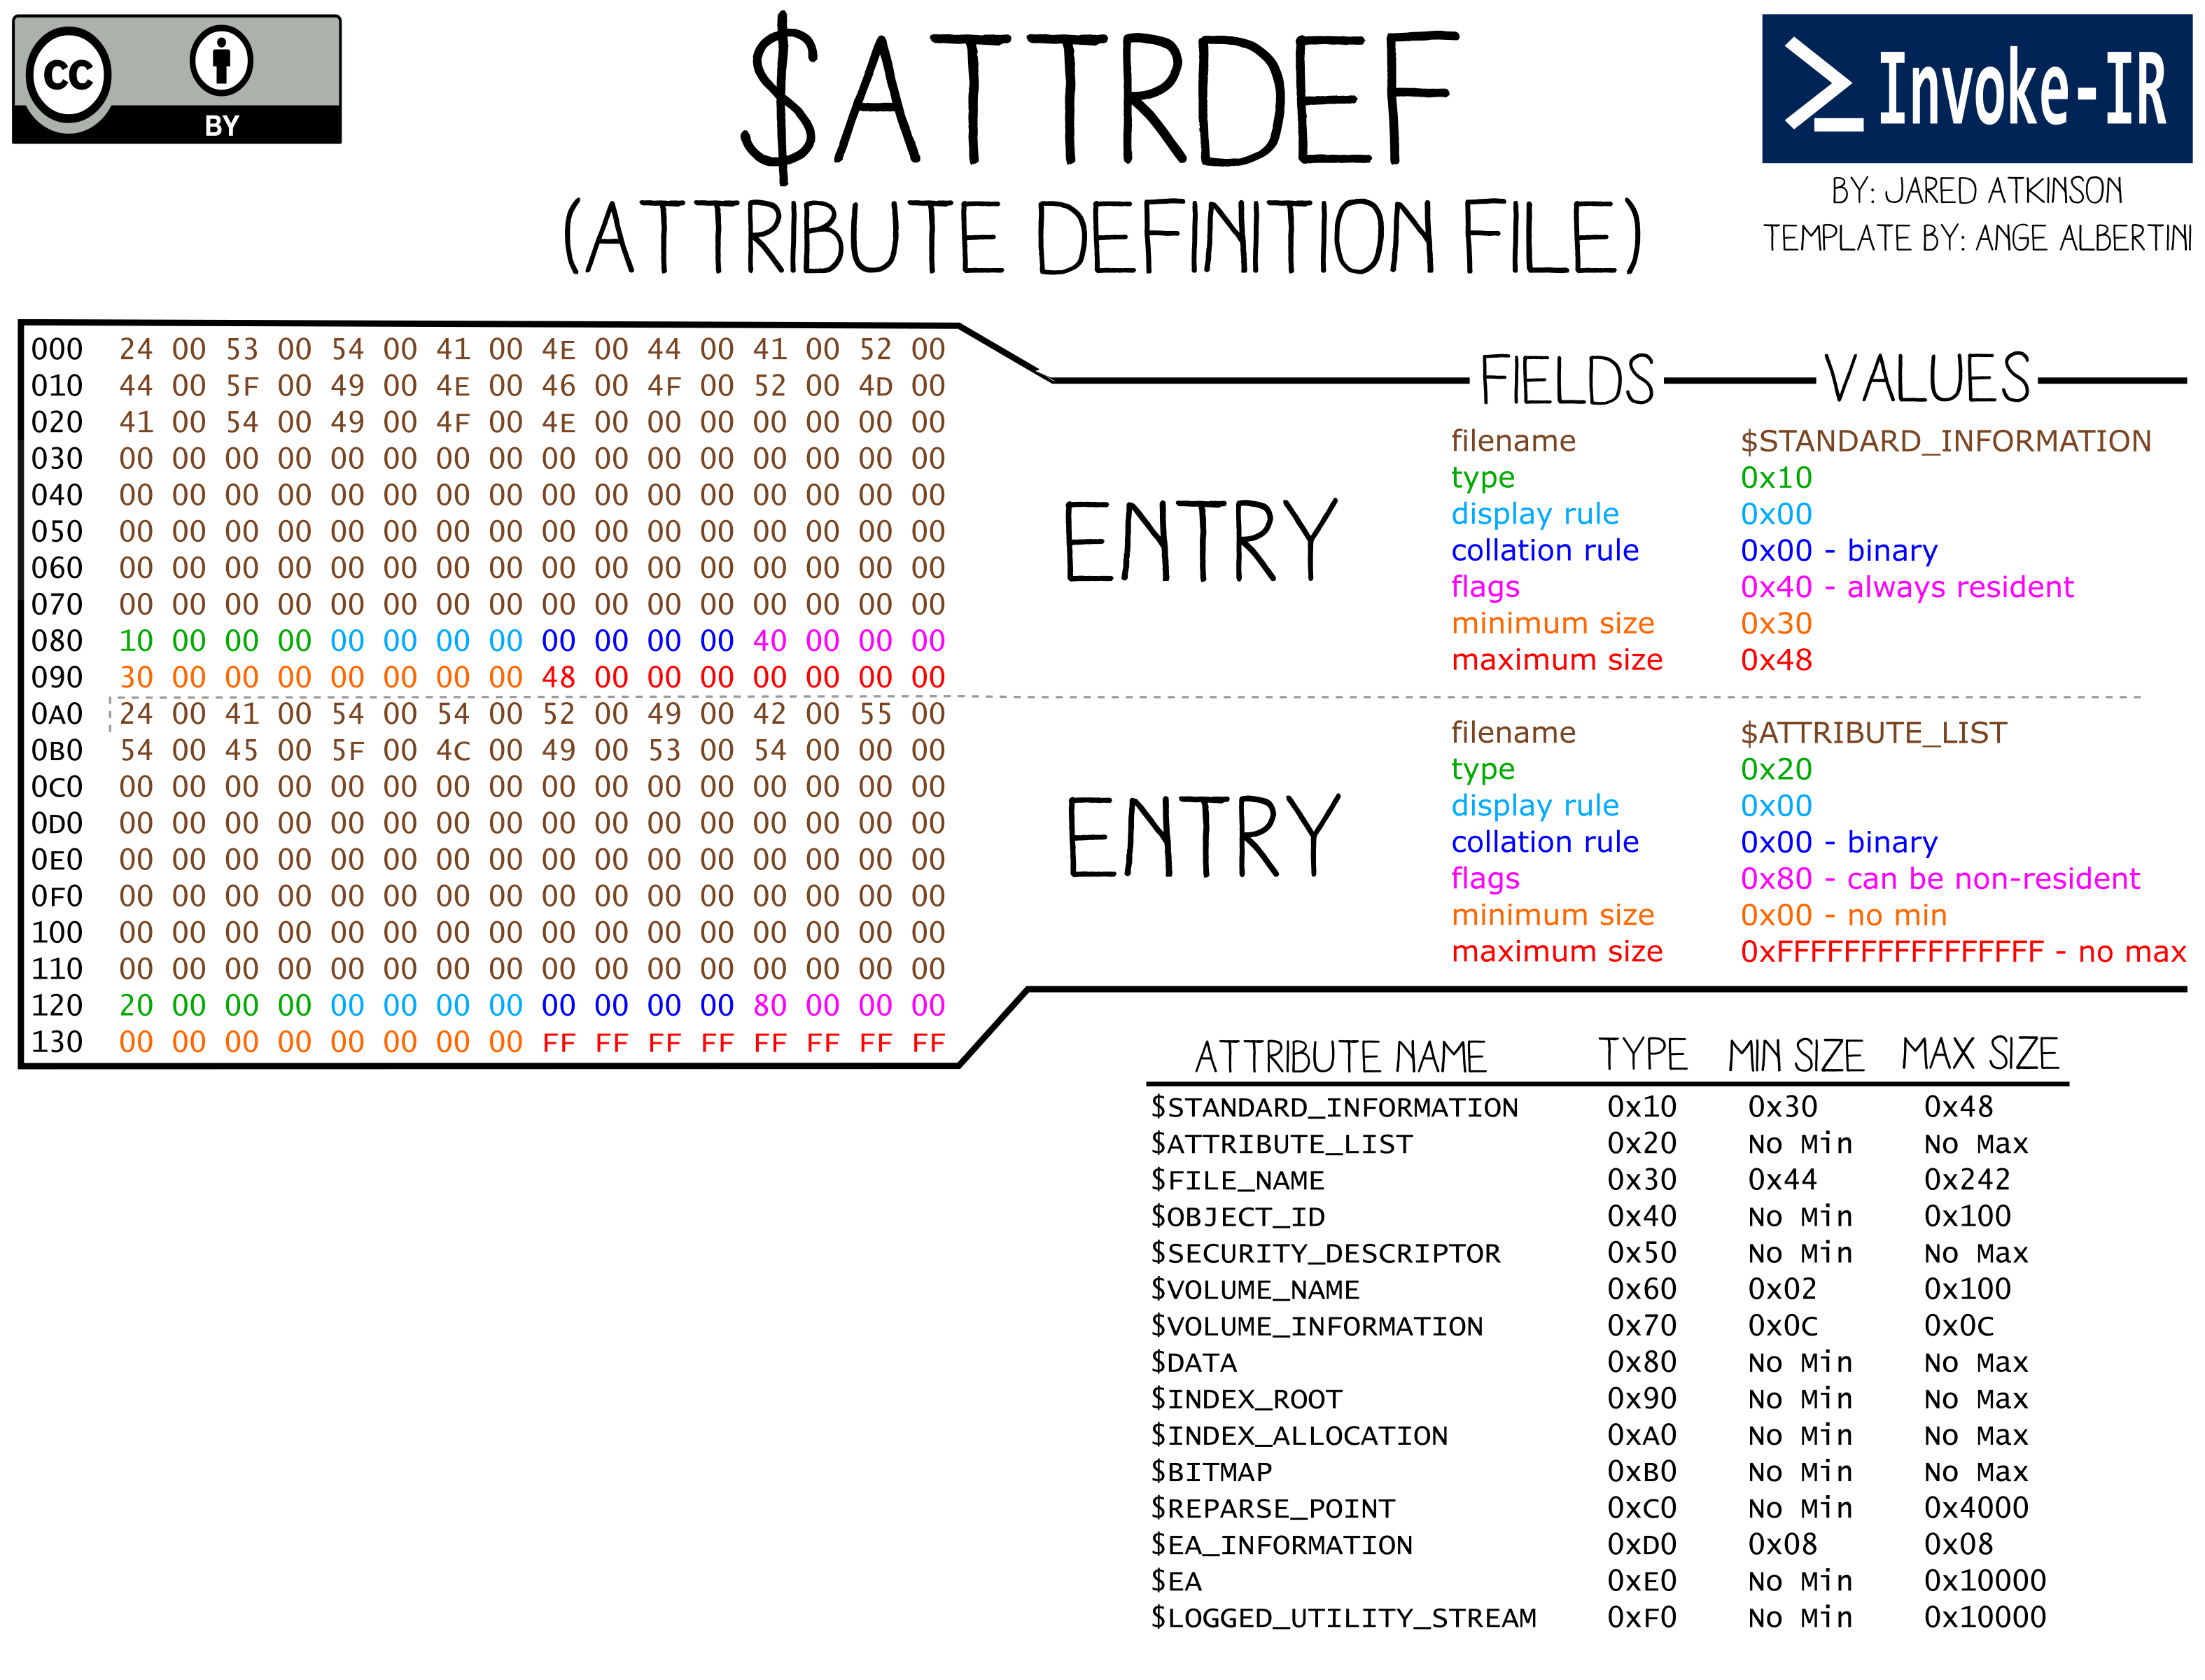 CC
BY
$ATTRDEF
(ATTRIBUTE DEFINTION FILE)
>_ Invoke-IR
BY: JARED ATKINSON
TEMPLATE BY: ANGE ALBERTINI
000 24 00 53 00 54 00 41 00 4E 00 44 00 41 00 52 00
010 44 00 5F 00 49 00 4E 00 46 00 4F 00 52 00 4D 00
020 41 00 54 00 49 00 4F 00 4E 00 00 00 00 00 00 00
030 00 00 00 00 00 00 00 00 00 00 00 00 00 00 00 00
040 00 00 00 00 00 00 00 00 00 00 00 00 00 00 00 00
050 00 00 00 00 00 00 00 00 00 00 00 00 00 00 00 00
060 00 00 00 00 00 00 00 00 00 00 00 00 00 00 00 00
070 00 00 00 00 00 00 00 00 00 00 00 00 00 00 00 00
080 10 00 00 00 00 00 00 00 00 00 00 00 40 00 00 00
090 30 00 00 00 00 00 00 00 48 00 00 00 00 00 00 00
0A0 24 00 41 00 54 00 54 00 52 00 49 00 42 00 55 00
0B0 54 00 45 00 5F 00 4C 00 49 00 53 00 54 00 00 00
0C0 00 00 00 00 00 00 00 00 00 00 00 00 00 00 00 00
0D0 00 00 00 00 00 00 00 00 00 00 00 00 00 00 00 00
0E0 00 00 00 00 00 00 00 00 00 00 00 00 00 00 00 00
0F0 00 00 00 00 00 00 00 00 00 00 00 00 00 00 00 00
100 00 00 00 00 00 00 00 00 00 00 00 00 00 00 00 00
110 00 00 00 00 00 00 00 00 00 00 00 00 00 00 00 00
120 20 00 00 00 00 00 00 00 00 00 00 00 80 00 00 00
130 00 00 00 00 00 00 00 00 FF FF FF FF FF FF FF FF
FIELDS VALUES
ENTRY
filename $STANDARD_INFORMATION
type 0x10
display rule 0x00
collation rule 0x00 - binary
flags 0x40 - always resident
minimum size 0x30
maximum size 0x48
ENTRY
filename $ATTRIBUTE_LIST
type 0x20
display rule 0x00
collation rule 0x00 - binary
flags 0x80 - can be non-resident
minimum size 0x00 - no min
maximum size 0xFFFFFFFFFFFFFFFF - no max
ATTRIBUTE NAME TYPE MIN SIZE MAX SIZE
$STANDARD_INFORMATION 0x10 0x30 0x48
$ATTRIBUTE_LIST 0x20 No Min No Max
$FILE_NAME 0x30 0x44 0x242
$OBJECT_ID 0x40 No Min 0x100
$SECURITY_DESCRIPTOR 0x50 No Min No Max
$VOLUME_NAME 0x60 0x02 0x100
$VOLUME_INFORMATION 0x70 0x0C 0x0C
$DATA 0x80 No Min No Max
$INDEX_ROOT 0x90 No Min No Max
$INDEX_ALLOCATION 0xA0 No Min No Max
$BITMAP 0xB0 No Min No Max
$REPARSE_POINT 0xC0 No Min 0x4000
$EA_INFORMATION 0xD0 0x08 0x08
$EA 0xE0 No Min 0x10000
$LOGGED_UTILITY_STREAM 0xF0 No Min 0x10000